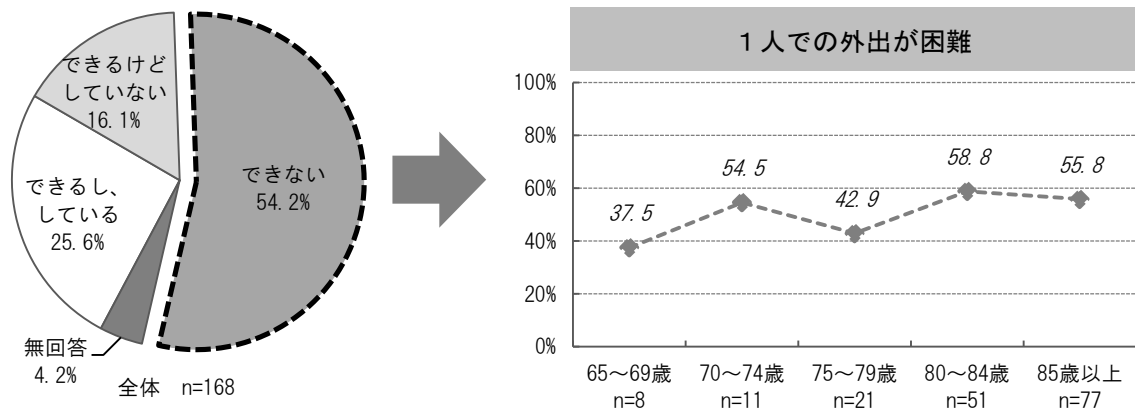 できるけど
していない
16.1%
できるし、
している
25.6%
無回答
4.2%
できない
54.2%
全体 n=168
１人での外出が困難
100%
80%
60%
40%
20%
0%
37.5
54.5
42.9
58.8
55.8
65～69歳
n=8
70～74歳
n=11
75～79歳
n=21
80～84歳
n=51
85歳以上
n=77